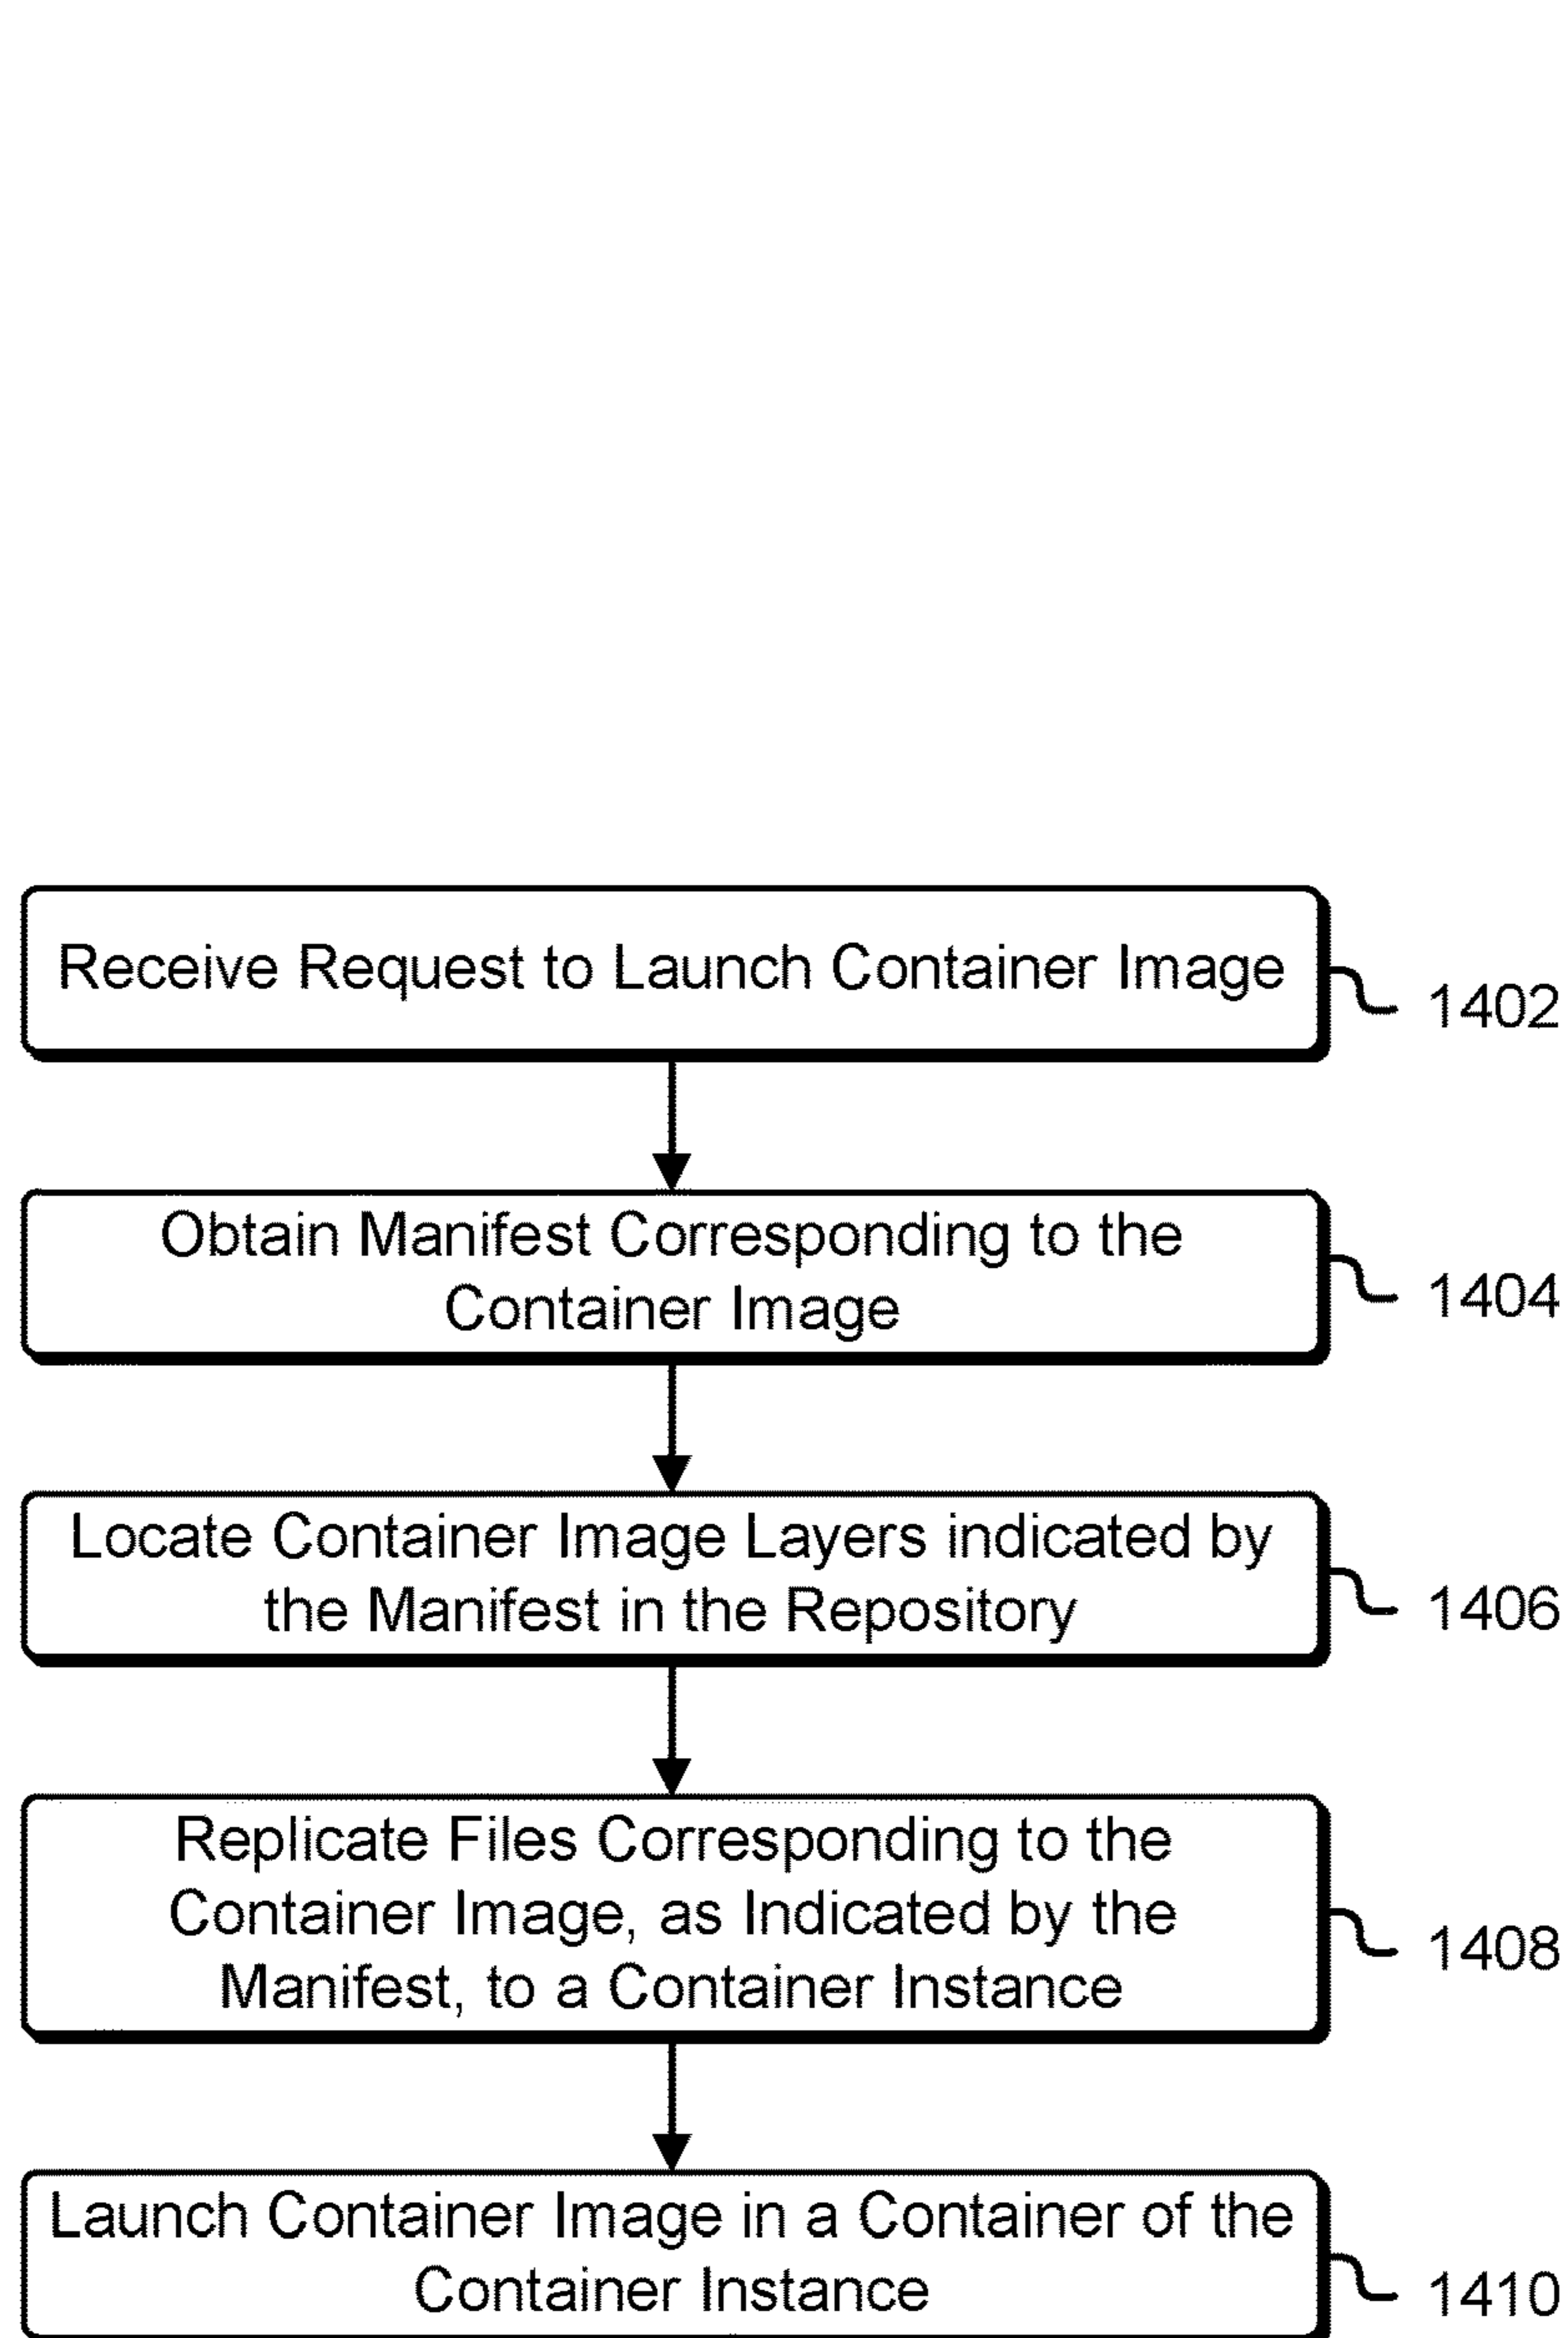 Receive Request to Launch Container Image
1402
Obtain Manifest Corresponding to the
Container Image
1404
Locate Container Image Layers indicated by
the Manifest in the Repository
1406
Replicate Files Corresponding to the
Container Image, as Indicated by the
Manifest, to a Container Instance
1408
Launch Container Image in a Container of the
Container Instance
1410